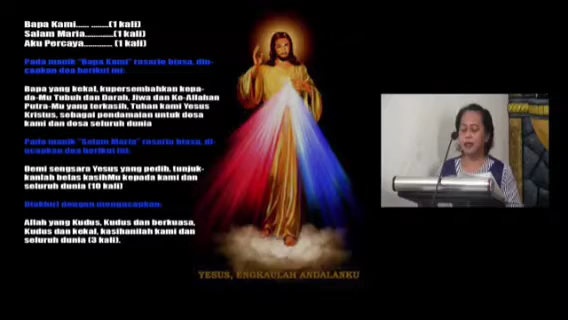 Bapa Kami...... .........(1 kali)
Salam Maria..............(1 kali)
Aku Percaya.............. (1 kali)
Pada manik "Bapa Kami" rosario biasa, diu-
capkan doa berikut ini:
Bapa yang kekal, kupersembahkan kepa-
da-Mu Tubuh dan Darah, Jiwa dan Ke-Allahan
Putra-Mu yang terkasih, Tuhan kami Yesus
Kristus, sebagai pendamaian untuk dosa
kami dan dosa seluruh dunia
Pada manik "Salam Maria" rosario biasa, di-
ucapkan doa berikut ini:
Demi sengsara Yesus yang pedih, tunjuk-
kanlah belas kasihMu kepada kami dan
seluruh dunia (10 kali)
Diakhiri dengan mengucapkan:
Allah yang Kudus, Kudus dan berkuasa,
Kudus dan kekal, kasihanilah kami dan
seluruh dunia (3 kali).
YESUS, ENGKAULAH ANDALANKU